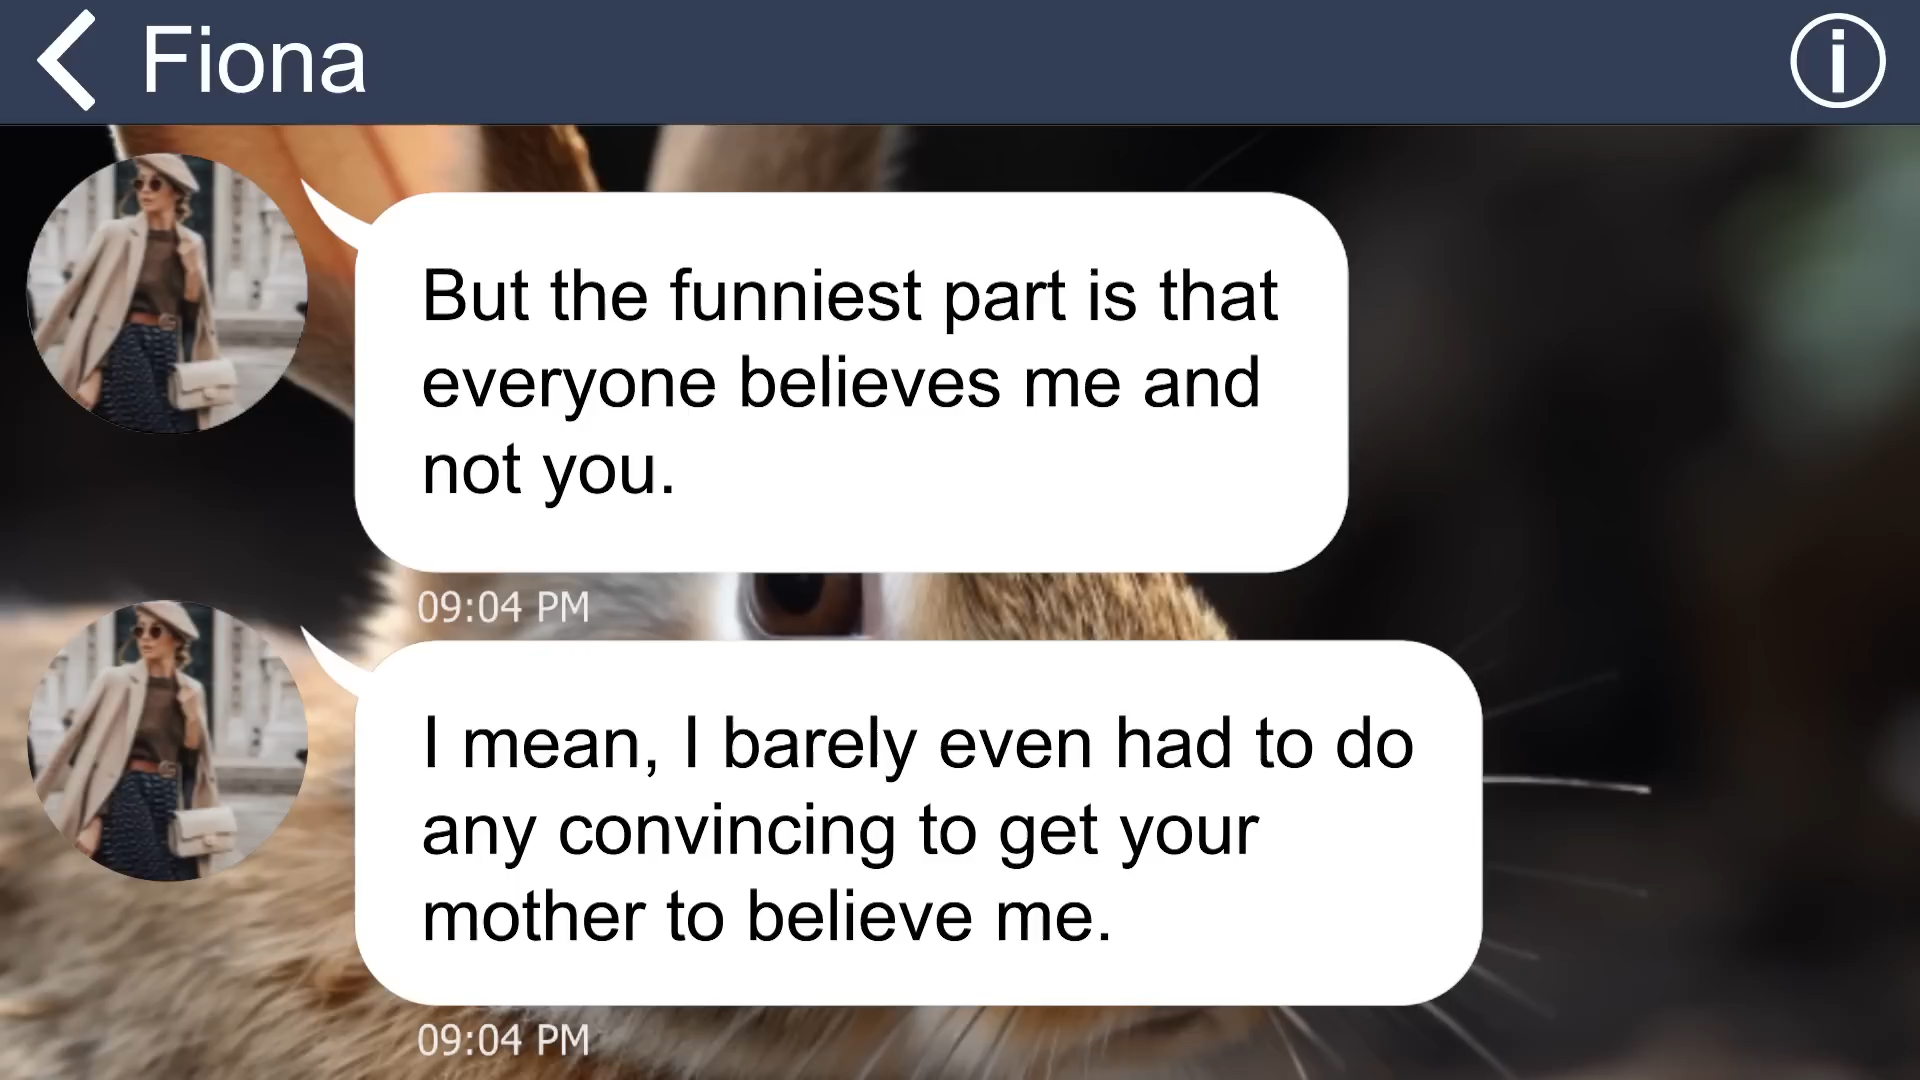 Fiona
But the funniest part is that
everyone believes me and
not you.
09:04 PM
I mean, I barely even had to do
any convincing to get your
mother to believe me.
09:04 PM